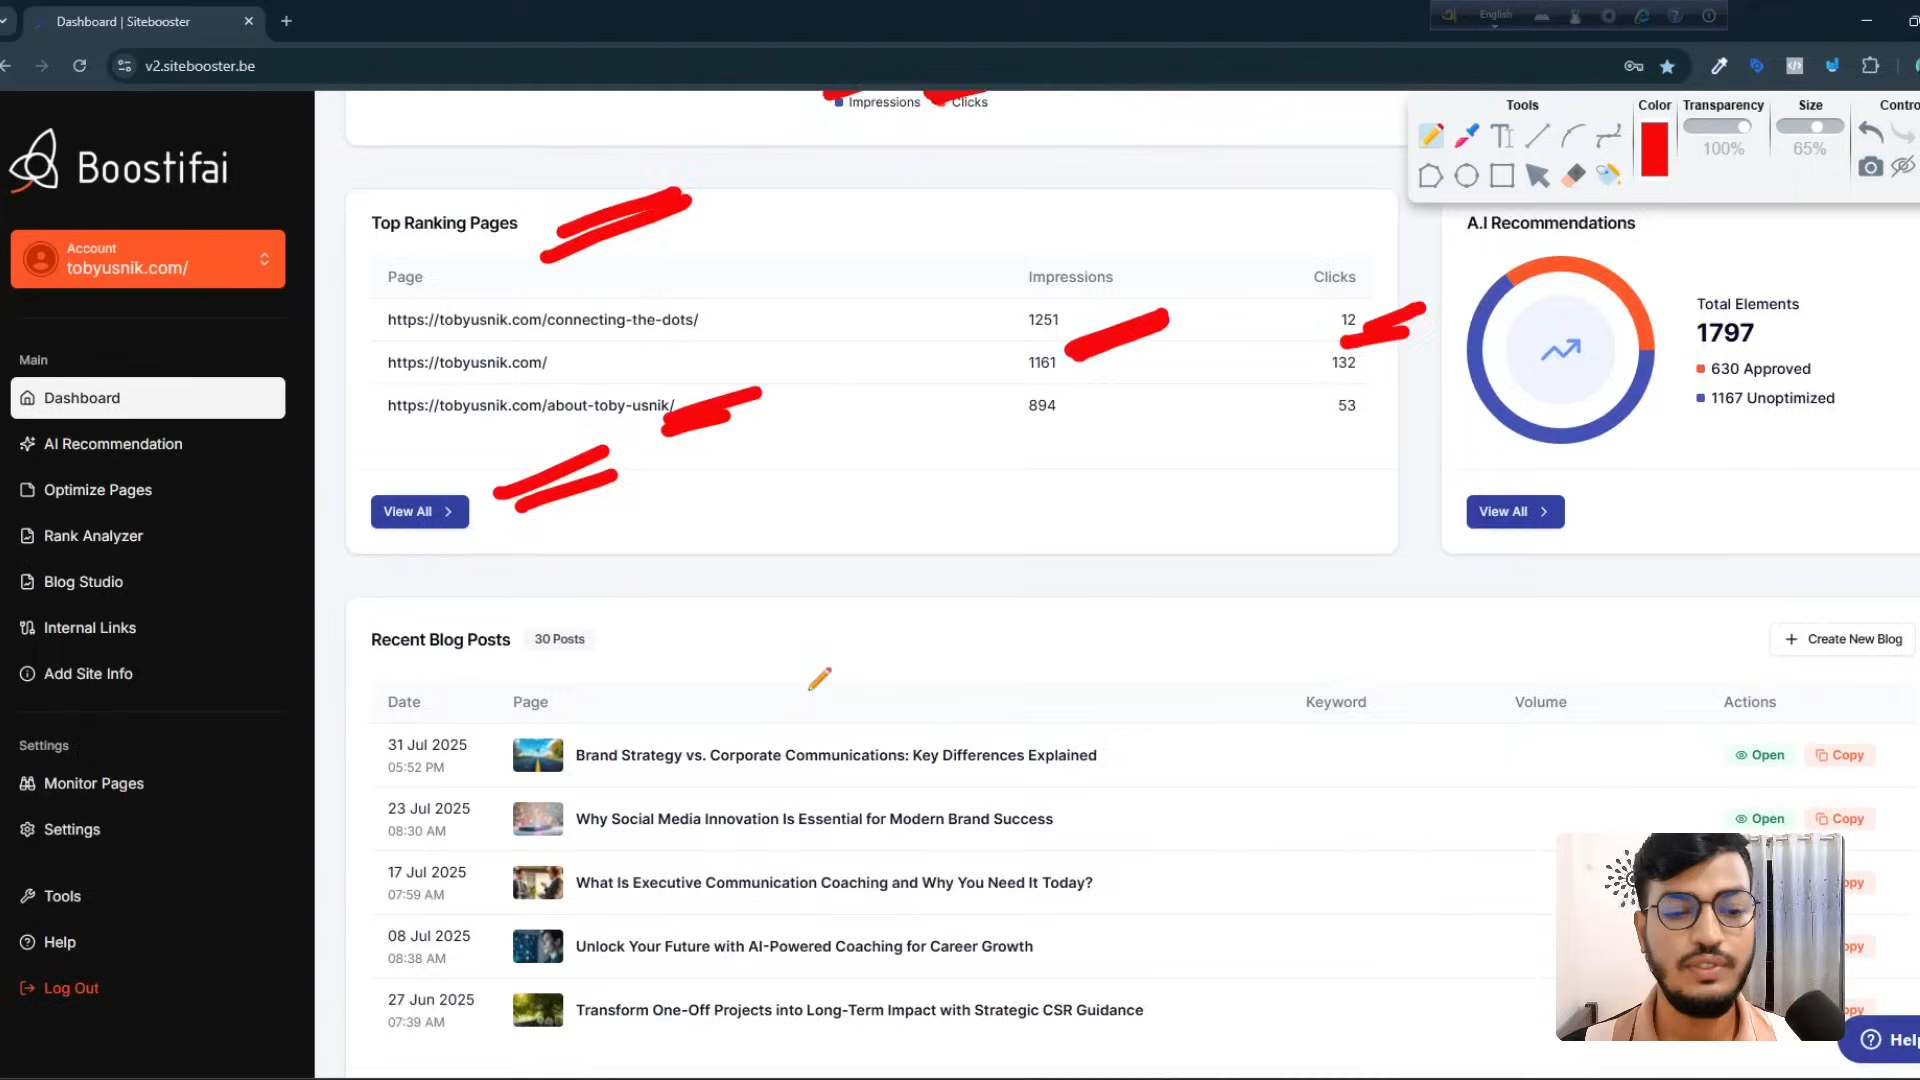 Dashboard | Sitebooster
English
v2.sitebooster.be
Tools
Color
Transparency
Size
100%
65%
Boostifai
Account
tobyusnik.com/
Main
Dashboard
AI Recommendation
Optimize Pages
Rank Analyzer
Blog Studio
Internal Links
Add Site Info
Settings
Monitor Pages
Settings
Tools
Help
Log Out
Impressions
Clicks
Top Ranking Pages
Page
Impressions
Clicks
https://tobyusnik.com/connecting-the-dots/
1251
12
https://tobyusnik.com/
1161
132
https://tobyusnik.com/about-toby-usnik/
894
53
View All
A.I Recommendations
Total Elements
1797
630 Approved
1167 Unoptimized
View All
Recent Blog Posts
30 Posts
Create New Blog
Date
Page
Keyword
Volume
Actions
31 Jul 2025
05:52 PM
Brand Strategy vs. Corporate Communications: Key Differences Explained
Open
Copy
23 Jul 2025
08:30 AM
Why Social Media Innovation Is Essential for Modern Brand Success
Open
Copy
17 Jul 2025
07:59 AM
What Is Executive Communication Coaching and Why You Need It Today?
08 Jul 2025
08:38 AM
Unlock Your Future with AI-Powered Coaching for Career Growth
27 Jun 2025
07:39 AM
Transform One-Off Projects into Long-Term Impact with Strategic CSR Guidance